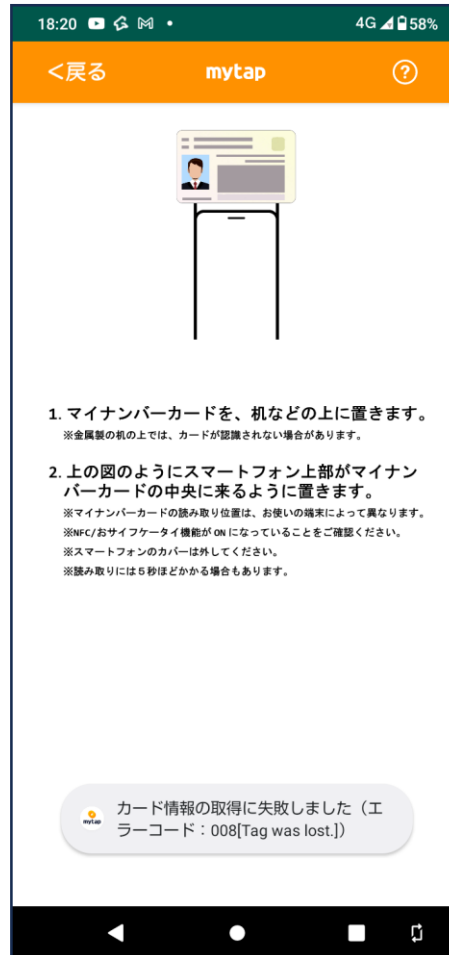 18:20 4G 58%
<戻る mytap ?
1. マイナンバーカードを、机などの上に置きます。
※金属製の机の上では、カードが認識されない場合があります。
2. 上の図のようにスマートフォン上部がマイナン
バーカードの中央に来るように置きます。
※マイナンバーカードの読み取り位置は、お使いの端末によって異なります。
※NFC/おサイフケータイ機能が ON になっていることをご確認ください。
※スマートフォンのカバーは外してください。
※読み取りには５秒ほどかかる場合もあります。
mytap
カード情報の取得に失敗しました（エ
ラーコード：008[Tag was lost.]）